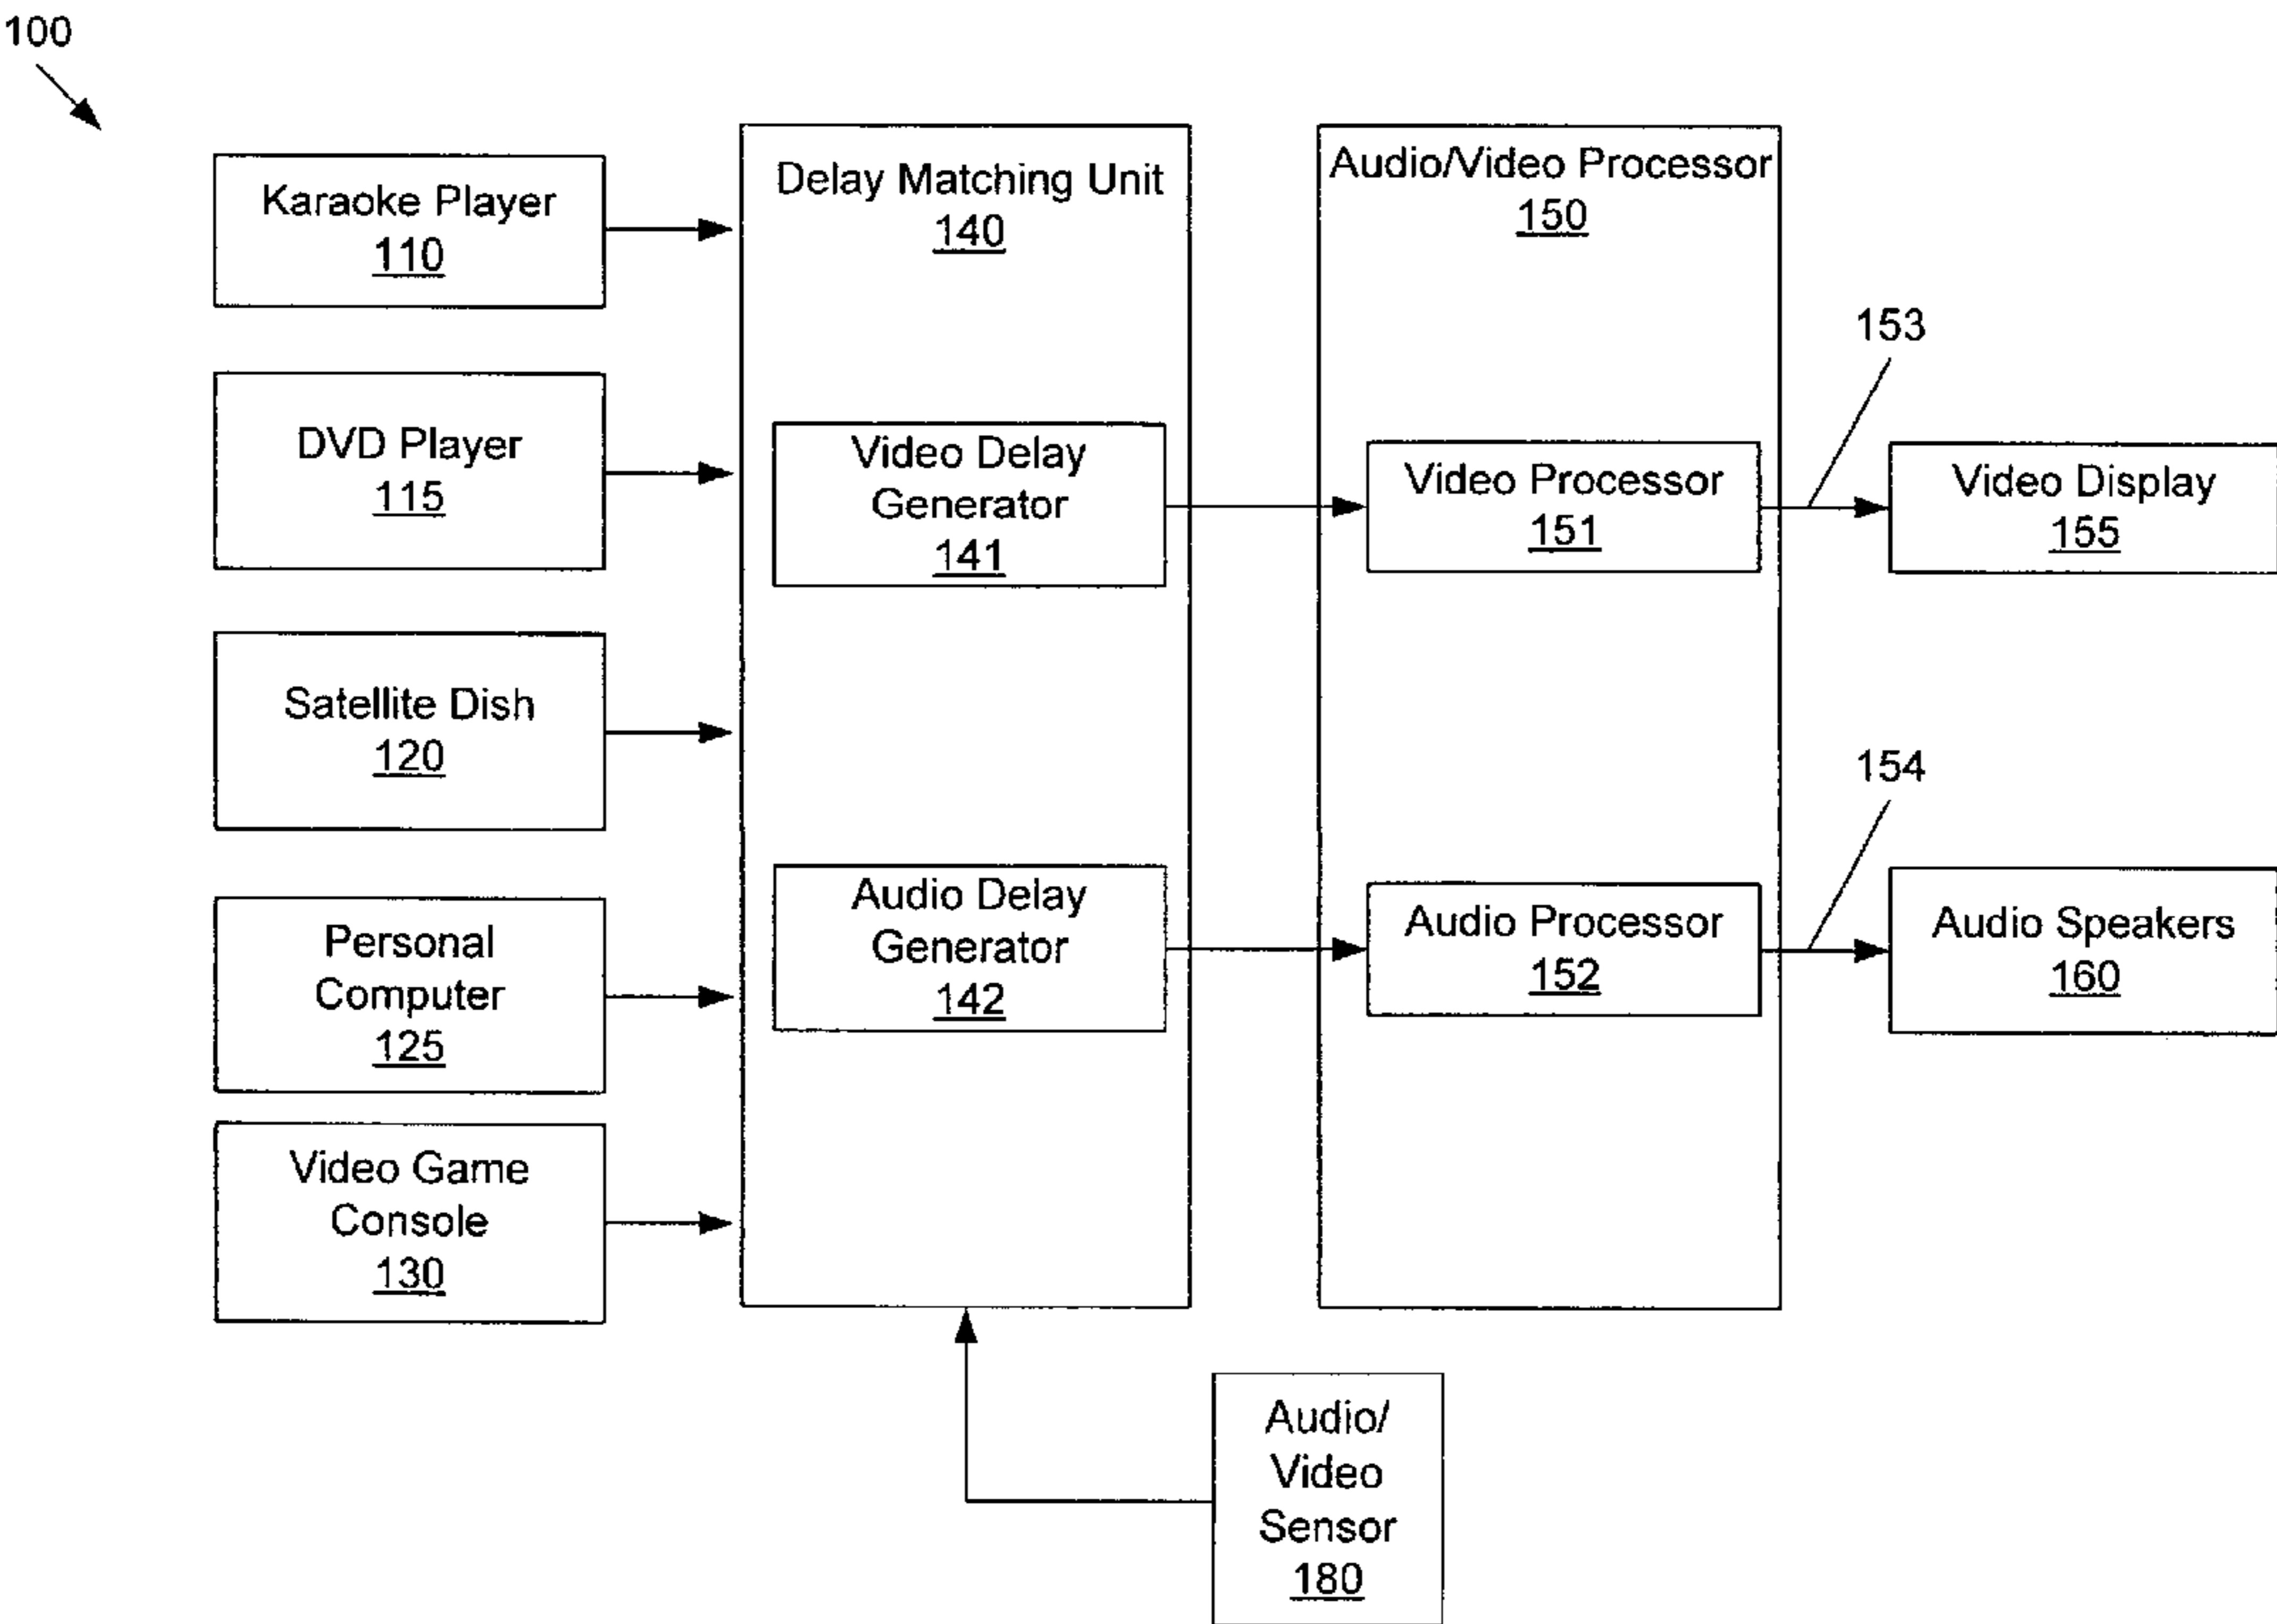 100
Karaoke Player
110
DVD Player
115
Satellite Dish
120
Personal
Computer
125
Video Game
Console
130
Delay Matching Unit
140
Video Delay
Generator
141
Audio Delay
Generator
142
Audio/Video Processor
150
Video Processor
151
Audio Processor
152
153
Video Display
155
154
Audio Speakers
160
Audio/
Video
Sensor
180